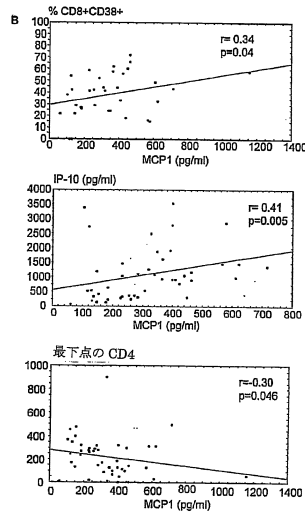 B
% CD8+CD38+
100
90
80
70
60
50
40
30
20
10
0
r= 0.34
p=0.04
0 200 400 600 800 1000 1200 1400
MCP1 (pg/ml)
IP-10 (pg/ml)
4000
3500
3000
2500
2000
1500
1000
500
0
r= 0.41
p=0.005
0 100 200 300 400 500 600 700 800
MCP1 (pg/ml)
最下点の CD4
1000
800
600
400
200
0
r=-0.30
p=0.046
0 200 400 600 800 1000 1200 1400
MCP1 (pg/ml)